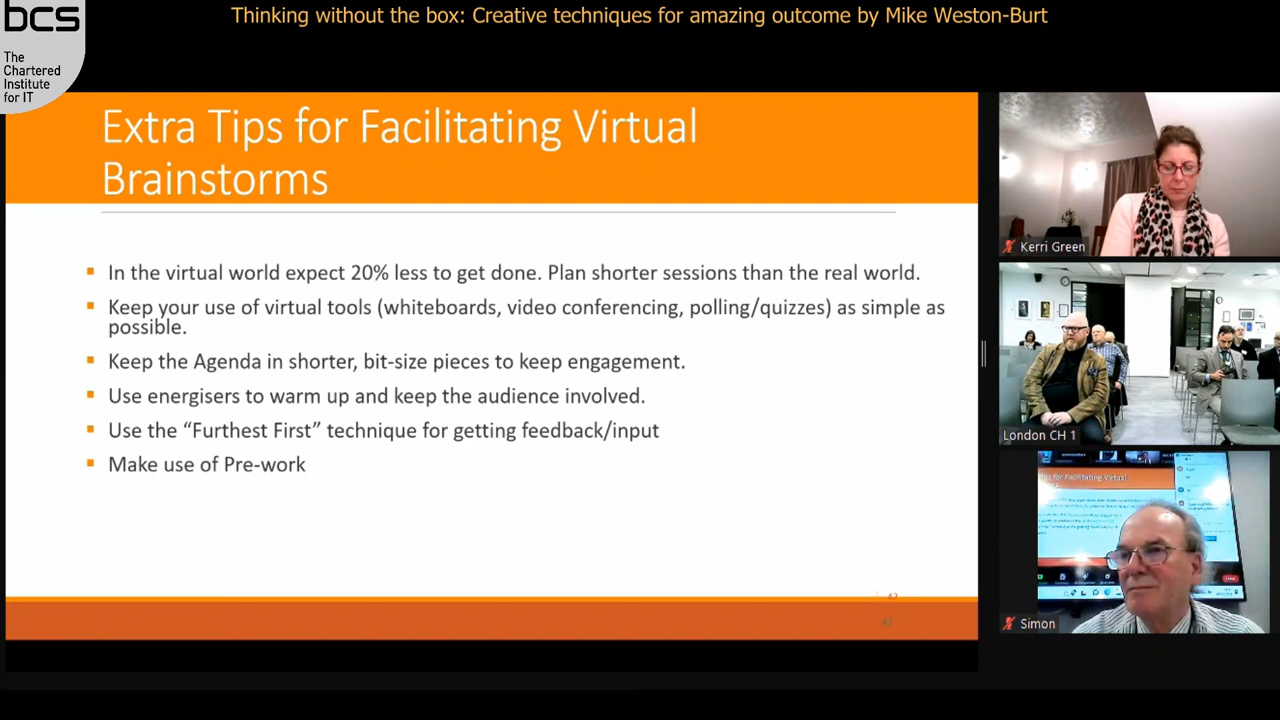 Thinking without the box: Creative techniques for amazing outcome by Mike Weston-Burt
bcs
The
Chartered
Institute
for IT
Extra Tips for Facilitating Virtual
Brainstorms
▪ In the virtual world expect 20% less to get done. Plan shorter sessions than the real world.
▪ Keep your use of virtual tools (whiteboards, video conferencing, polling/quizzes) as simple as
possible.
▪ Keep the Agenda in shorter, bit-size pieces to keep engagement.
▪ Use energisers to warm up and keep the audience involved.
▪ Use the “Furthest First” technique for getting feedback/input
▪ Make use of Pre-work
Kerri Green
London CH 1
Simon